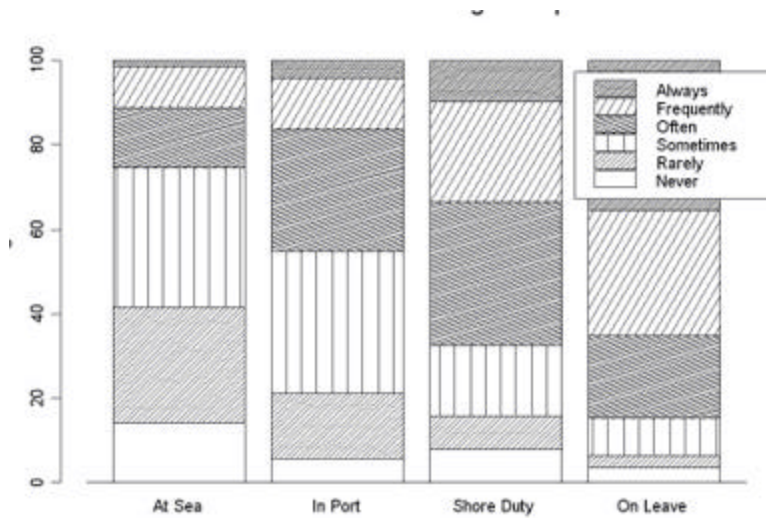 100
80
60
40
20
0
Always
Frequently
Often
Sometimes
Rarely
Never
At Sea
In Port
Shore Duty
On Leave